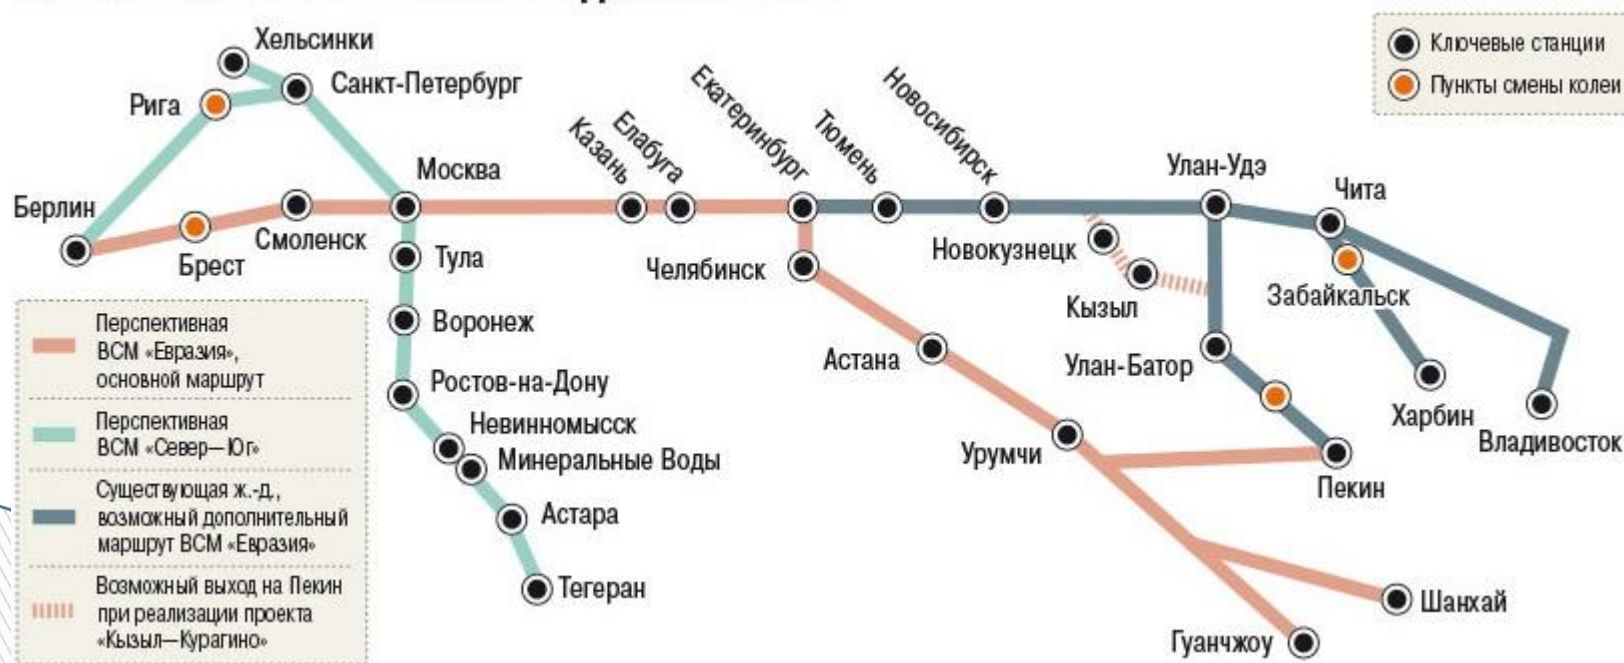 Хельсинки
Санкт-Петербург
Рига
Берлин
Брест
Смоленск
Москва
Тула
Воронеж
Ростов-на-Дону
Невинномысск
Минеральные Воды
Астара
Тегеран
Казань
Елабуга
Екатеринбург
Тюмень
Новосибирск
Челябинск
Астана
Урумчи
Новокузнецк
Кызыл
Улан-Удэ
Чита
Забайкальск
Улан-Батор
Харбин
Владивосток
Пекин
Шанхай
Гуанчжоу
Ключевые станции
Пункты смены колеи
Перспективная
ВСМ «Евразия»,
основной маршрут
Перспективная
ВСМ «Север—Юг»
Существующая ж.-д.,
возможный дополнительный
маршрут ВСМ «Евразия»
Возможный выход на Пекин
при реализации проекта
«Кызыл—Курагино»